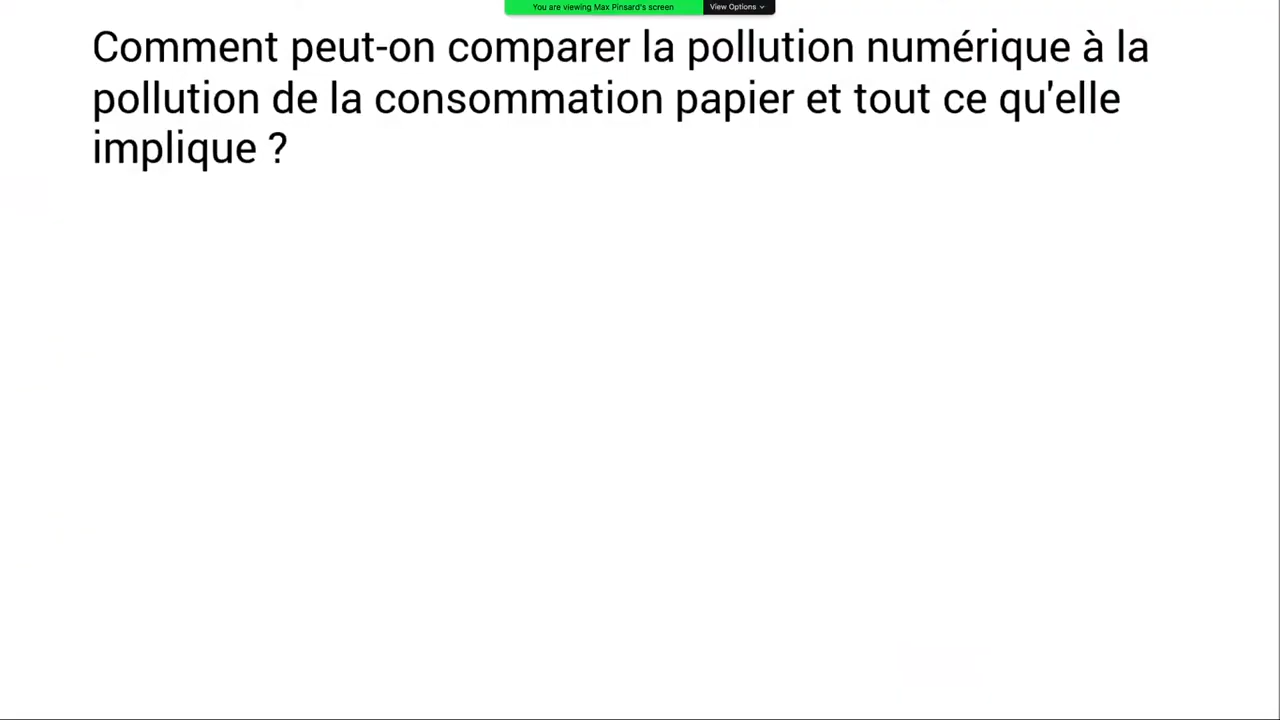 You are viewing Max Pinsard's screen View Options
Comment peut-on comparer la pollution numérique à la
pollution de la consommation papier et tout ce qu'elle
implique ?